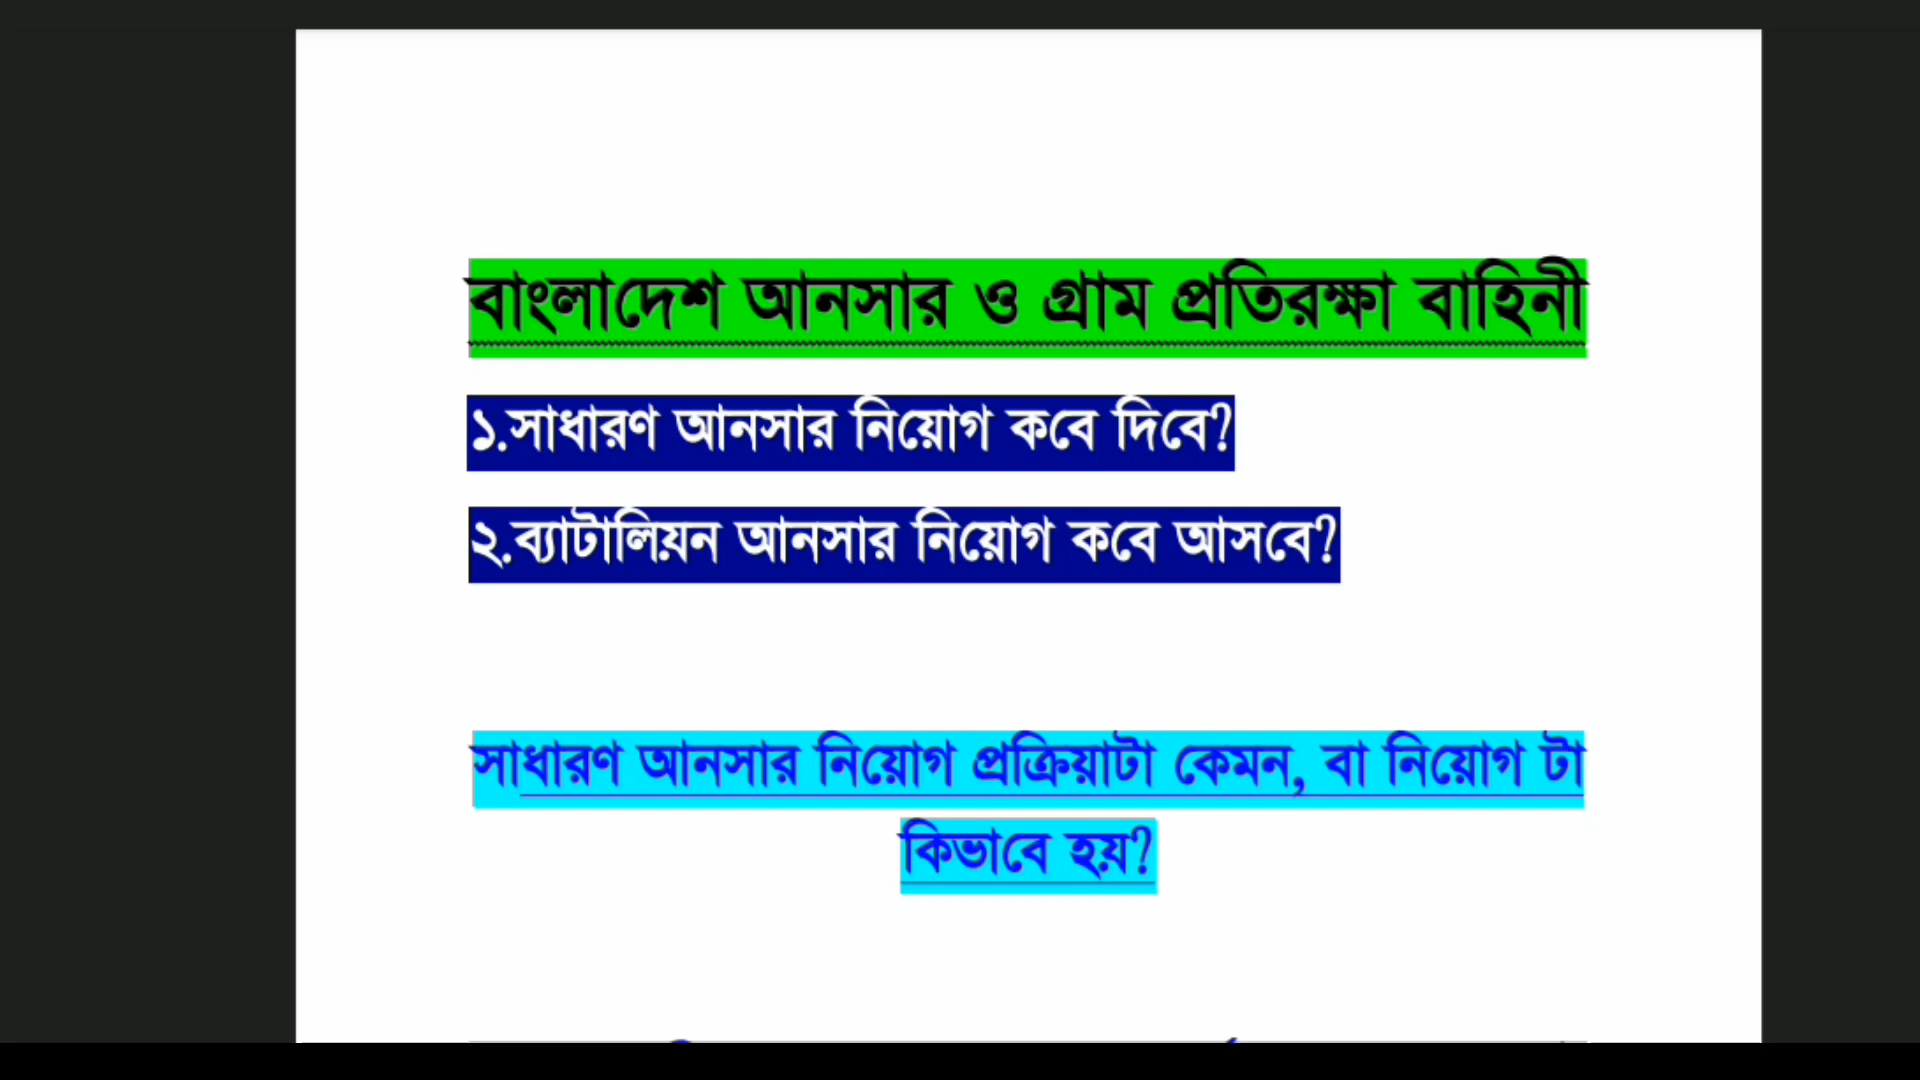 বাংলাদেশ আনসার ও গ্রাম প্রতিরক্ষা বাহিনী
১.সাধারণ আনসার নিয়োগ কবে দিবে?
২.ব্যাটালিয়ন আনসার নিয়োগ কবে আসবে?
সাধারণ আনসার নিয়োগ প্রক্রিয়াটা কেমন, বা নিয়োগ টা
কিভাবে হয়?